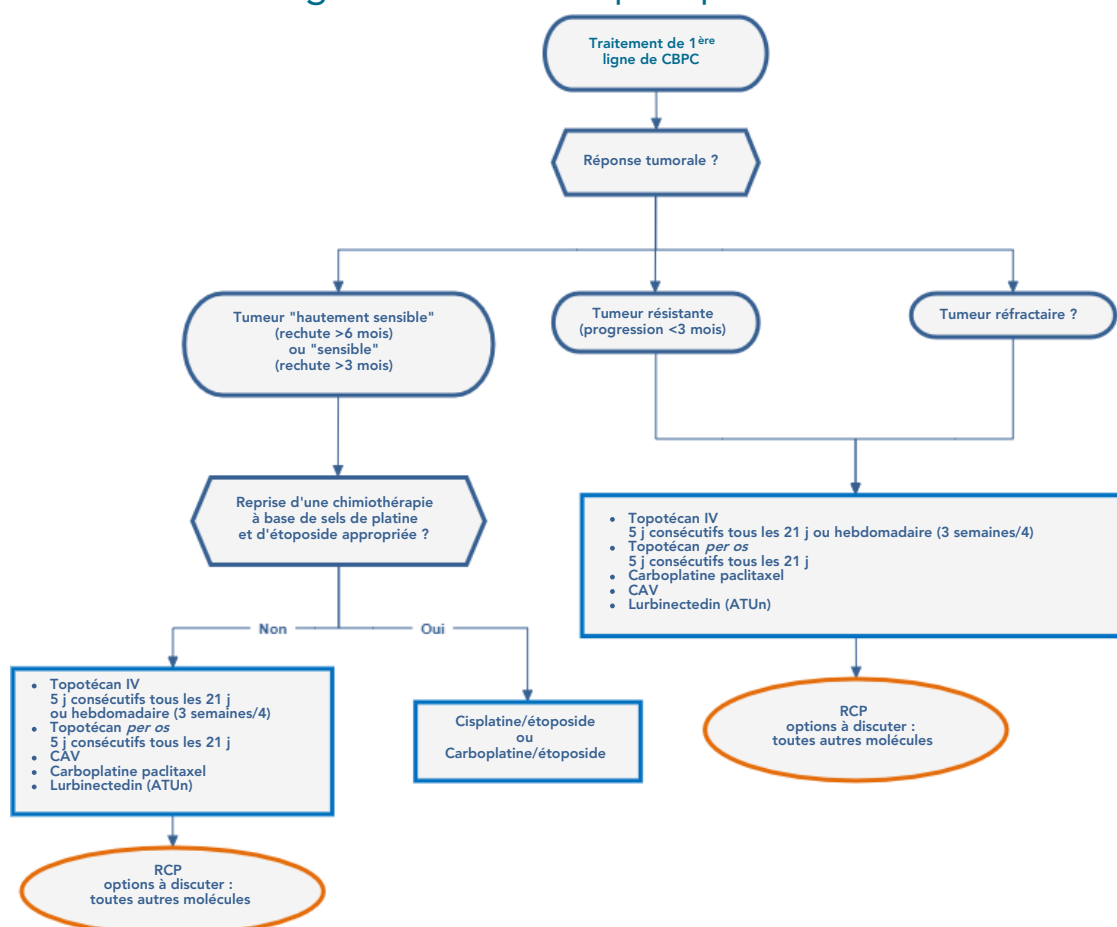 Traitement de 1ère
ligne de CBPC
Réponse tumorale ?
Tumeur "hautement sensible"
(rechute >6 mois)
ou "sensible"
(rechute >3 mois)
Tumeur résistante
(progression <3 mois)
Tumeur réfractaire ?
Reprise d'une chimiothérapie
à base de sels de platine
et d'étoposide appropriée ?
• Topotécan IV
5 j consécutifs tous les 21 j ou hebdomadaire (3 semaines/4)
• Topotécan per os
5 j consécutifs tous les 21 j
• Carboplatine paclitaxel
• CAV
• Lurbinectedin (ATUn)
Non
Oui
• Topotécan IV
5 j consécutifs tous les 21 j
ou hebdomadaire (3 semaines/4)
• Topotécan per os
5 j consécutifs tous les 21 j
• CAV
• Carboplatine paclitaxel
• Lurbinectedin (ATUn)
Cisplatine/étoposide
ou
Carboplatine/étoposide
RCP
options à discuter :
toutes autres molécules
RCP
options à discuter :
toutes autres molécules